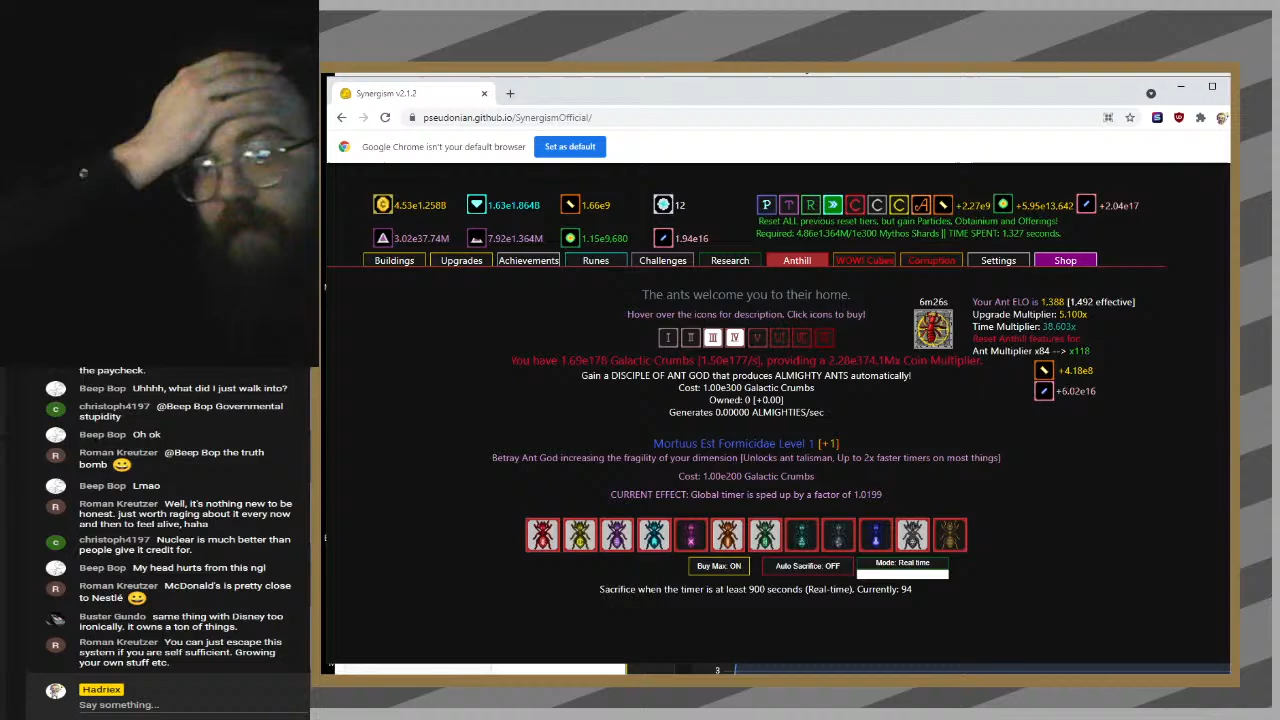 the paycheck.
Beep Bop Uhhhh, what did I just walk into?
christoph4197 @Beep Bop Governmental
stupidity
Beep Bop Oh ok
Roman Kreutzer @Beep Bop the truth
bomb
Beep Bop Lmao
Roman Kreutzer Well, it's nothing new to be
honest. just worth raging about it every now
and then to feel alive, haha
christoph4197 Nuclear is much better than
people give it credit for.
Beep Bop My head hurts from this ngl
Roman Kreutzer McDonald's is pretty close
to Nestlé
Buster Gundo same thing with Disney too
ironically. it owns a ton of things.
Roman Kreutzer You can just escape this
system if you are self sufficient. Growing
your own stuff etc.
Hadriex
Say something...
Synergism v2.1.2
pseudonian.github.io/SynergismOfficial/
Google Chrome isn't your default browser Set as default
4.53e1.258B 1.63e1.864B 1.66e9 12 +2.27e9 +5.95e13,642 +2.04e17
Reset ALL previous reset tiers, but gain Particles, Obtainium and Offerings!
Required: 4.86e1.364M/1e300 Mythos Shards || TIME SPENT: 1.327 seconds.
3.02e37.74M 7.92e1.364M 1.15e9,680 1.94e16
Buildings Upgrades Achievements Runes Challenges Research Anthill WOW! Cubes Corruption Settings Shop
The ants welcome you to their home.
Hover over the icons for description. Click icons to buy!
I II III IV V
You have 1.69e178 Galactic Crumbs [1.50e177/s], providing a 2.28e374.1Mx Coin Multiplier.
Gain a DISCIPLE OF ANT GOD that produces ALMIGHTY ANTS automatically!
Cost: 1.00e300 Galactic Crumbs
Owned: 0 [+0.00]
Generates 0.00000 ALMIGHTIES/sec
6m26s
Your Ant ELO is 1,388 [1,492 effective]
Upgrade Multiplier: 5.100x
Time Multiplier: 38.603x
Reset Anthill features for:
Ant Multiplier x84 --> x118
+4.18e8
+6.02e16
Mortuus Est Formicidae Level 1 [+1]
Betray Ant God increasing the fragility of your dimension [Unlocks ant talisman, Up to 2x faster timers on most things]
Cost: 1.00e200 Galactic Crumbs
CURRENT EFFECT: Global timer is sped up by a factor of 1.0199
Buy Max: ON Auto Sacrifice: OFF Mode: Real time
Sacrifice when the timer is at least 900 seconds (Real-time). Currently: 94
3